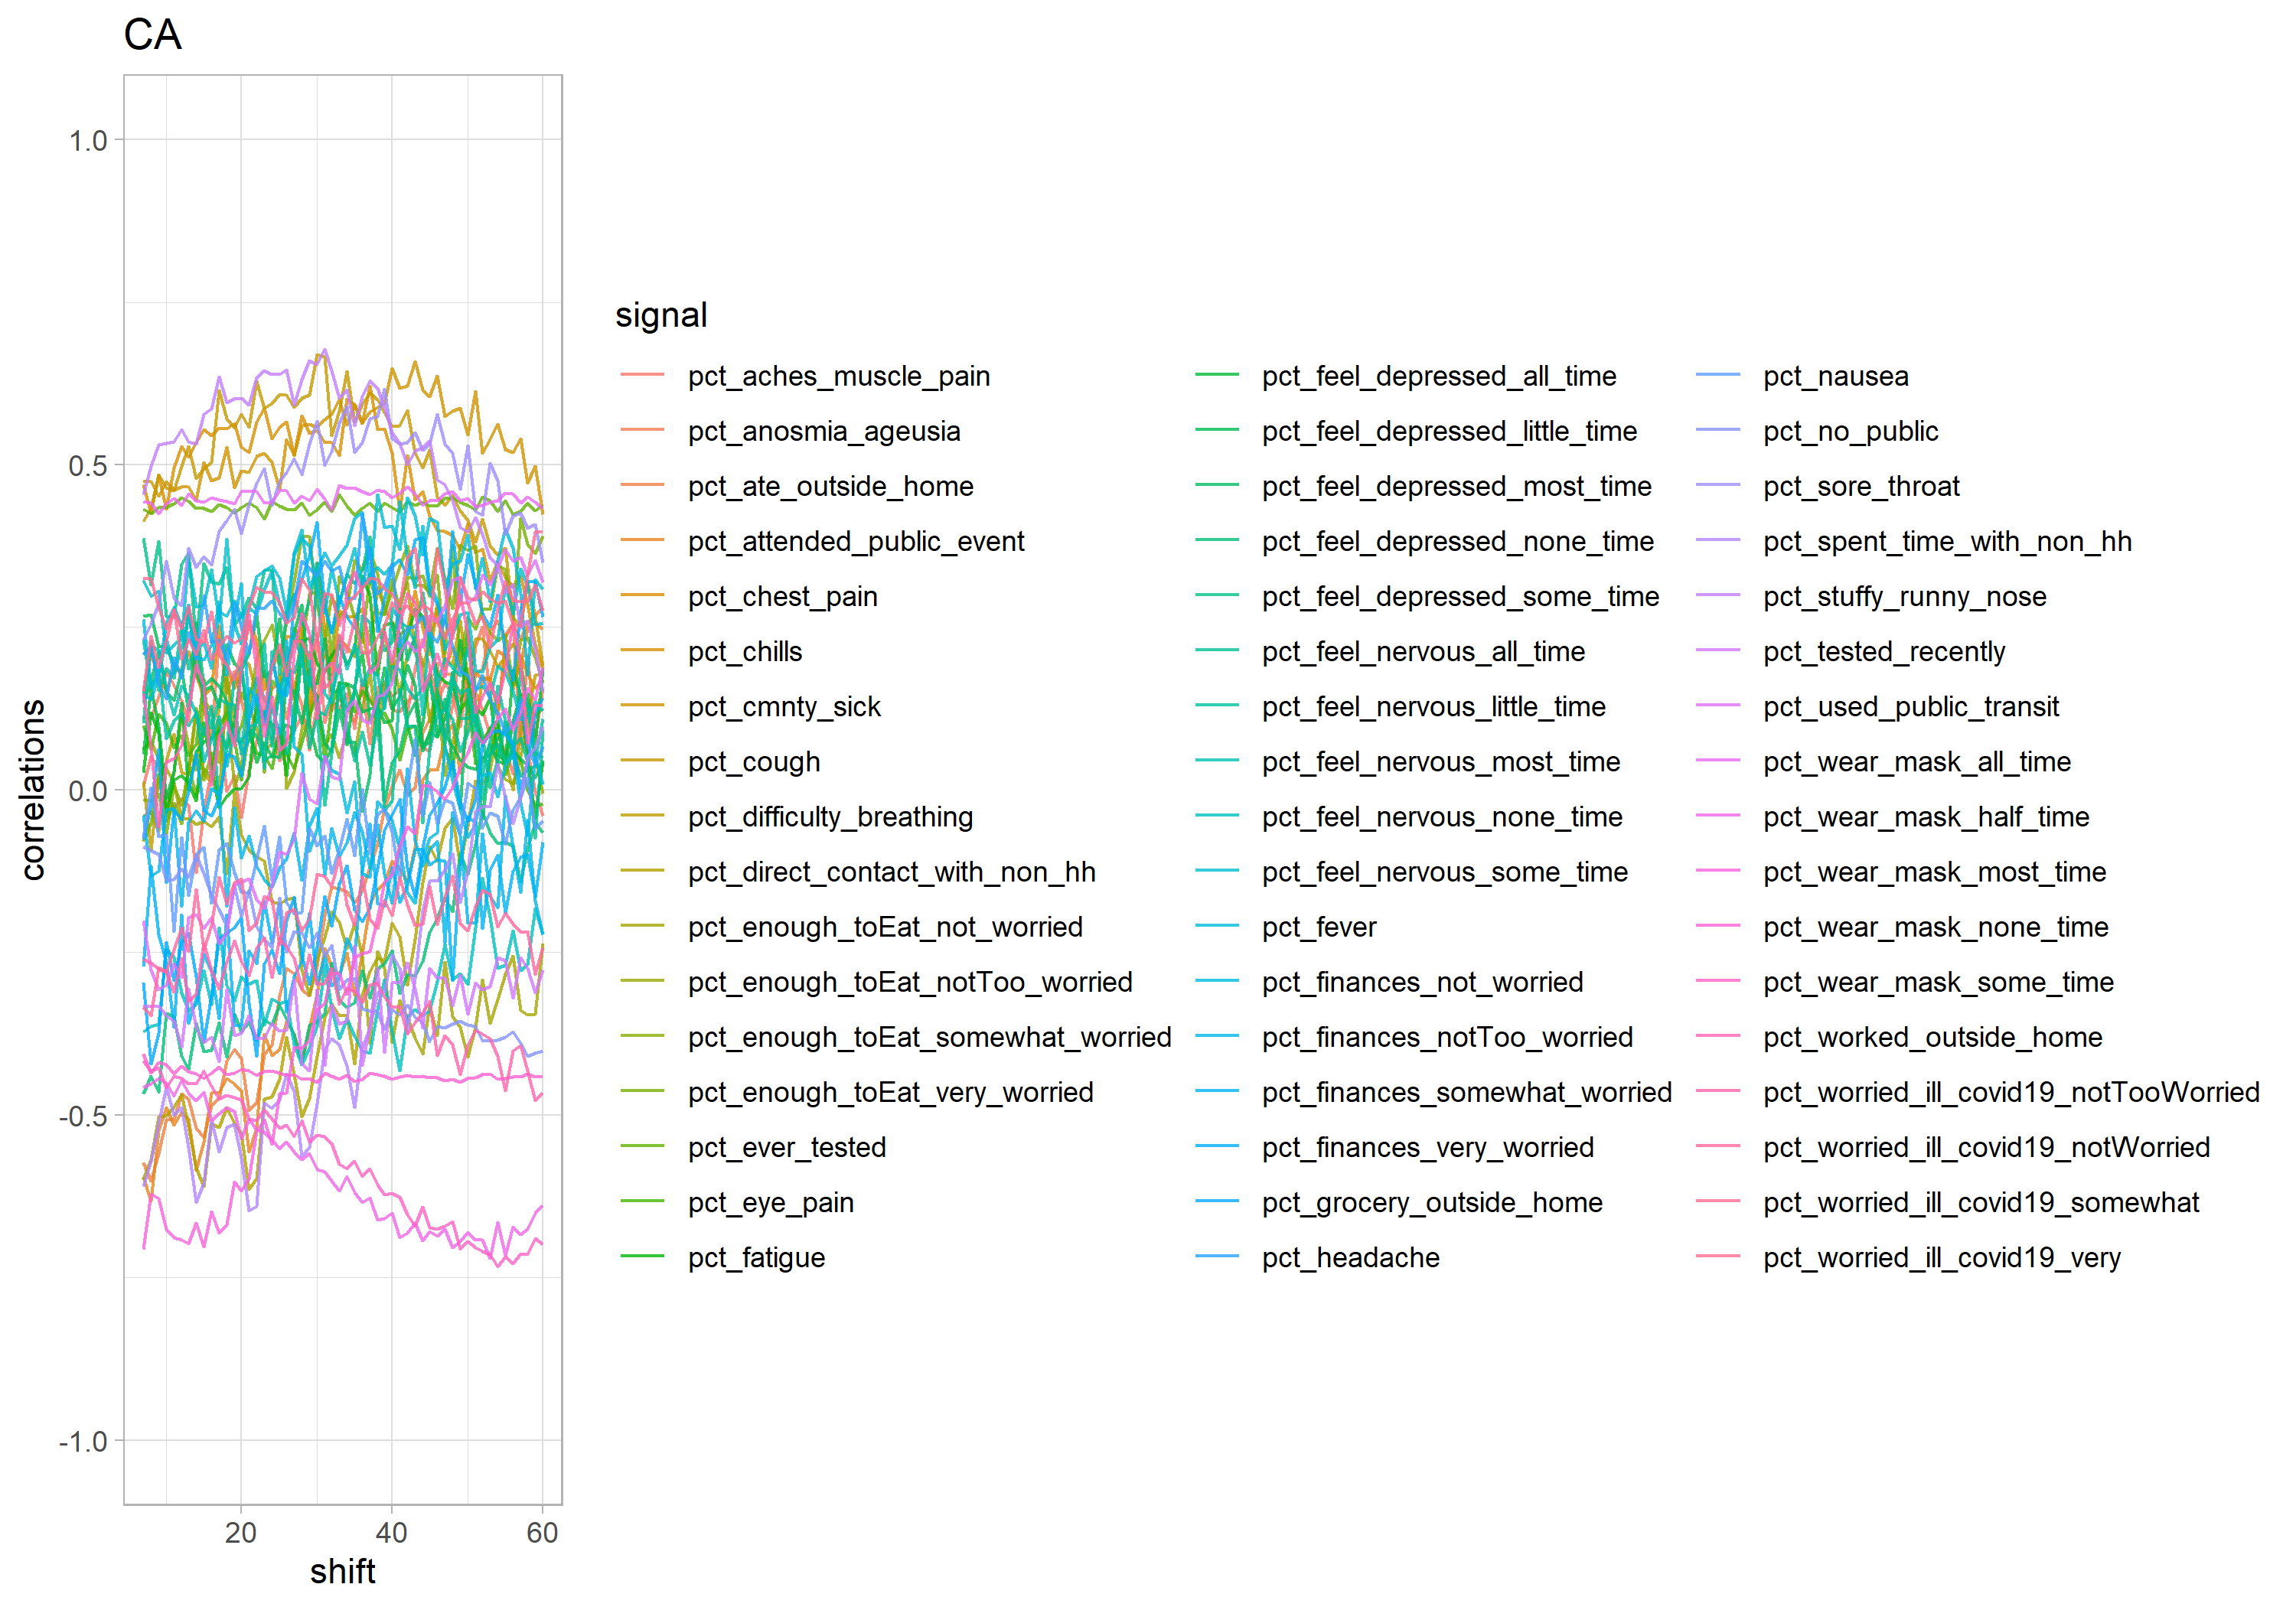 CA
1.0
0.5
0.0
-0.5
-1.0
correlations
20 40 60
shift
signal
pct_aches_muscle_pain
pct_anosmia_ageusia
pct_ate_outside_home
pct_attended_public_event
pct_chest_pain
pct_chills
pct_cmnty_sick
pct_cough
pct_difficulty_breathing
pct_direct_contact_with_non_hh
pct_enough_toEat_not_worried
pct_enough_toEat_notToo_worried
pct_enough_toEat_somewhat_worried
pct_enough_toEat_very_worried
pct_ever_tested
pct_eye_pain
pct_fatigue
pct_feel_depressed_all_time
pct_feel_depressed_little_time
pct_feel_depressed_most_time
pct_feel_depressed_none_time
pct_feel_depressed_some_time
pct_feel_nervous_all_time
pct_feel_nervous_little_time
pct_feel_nervous_most_time
pct_feel_nervous_none_time
pct_feel_nervous_some_time
pct_fever
pct_finances_not_worried
pct_finances_notToo_worried
pct_finances_somewhat_worried
pct_finances_very_worried
pct_grocery_outside_home
pct_headache
pct_nausea
pct_no_public
pct_sore_throat
pct_spent_time_with_non_hh
pct_stuffy_runny_nose
pct_tested_recently
pct_used_public_transit
pct_wear_mask_all_time
pct_wear_mask_half_time
pct_wear_mask_most_time
pct_wear_mask_none_time
pct_wear_mask_some_time
pct_worked_outside_home
pct_worried_ill_covid19_notTooWorried
pct_worried_ill_covid19_notWorried
pct_worried_ill_covid19_somewhat
pct_worried_ill_covid19_very